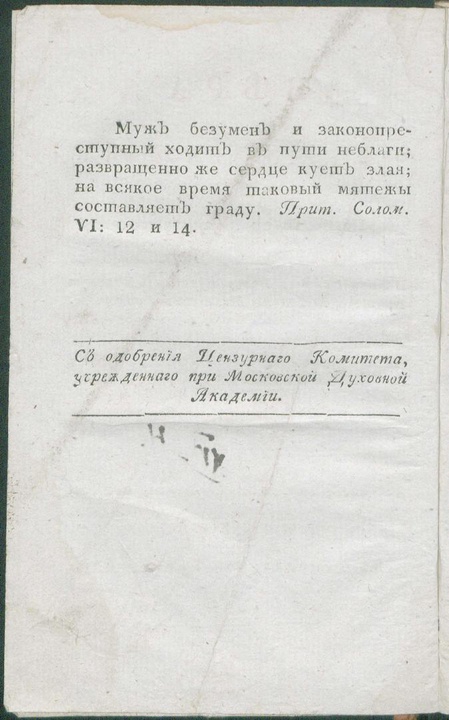 Мужъ безуменъ и законопре-
ступный ходитъ въ пути неблаги;
развращенно же сердце куетъ злая;
на всякое время таковый мятежы
составляетъ граду. Прит. Солом.
VI: 12 и 14.
Съ одобренія Цензурнаго Комитета,
учрежденнаго при Московской Духовной
Академіи.